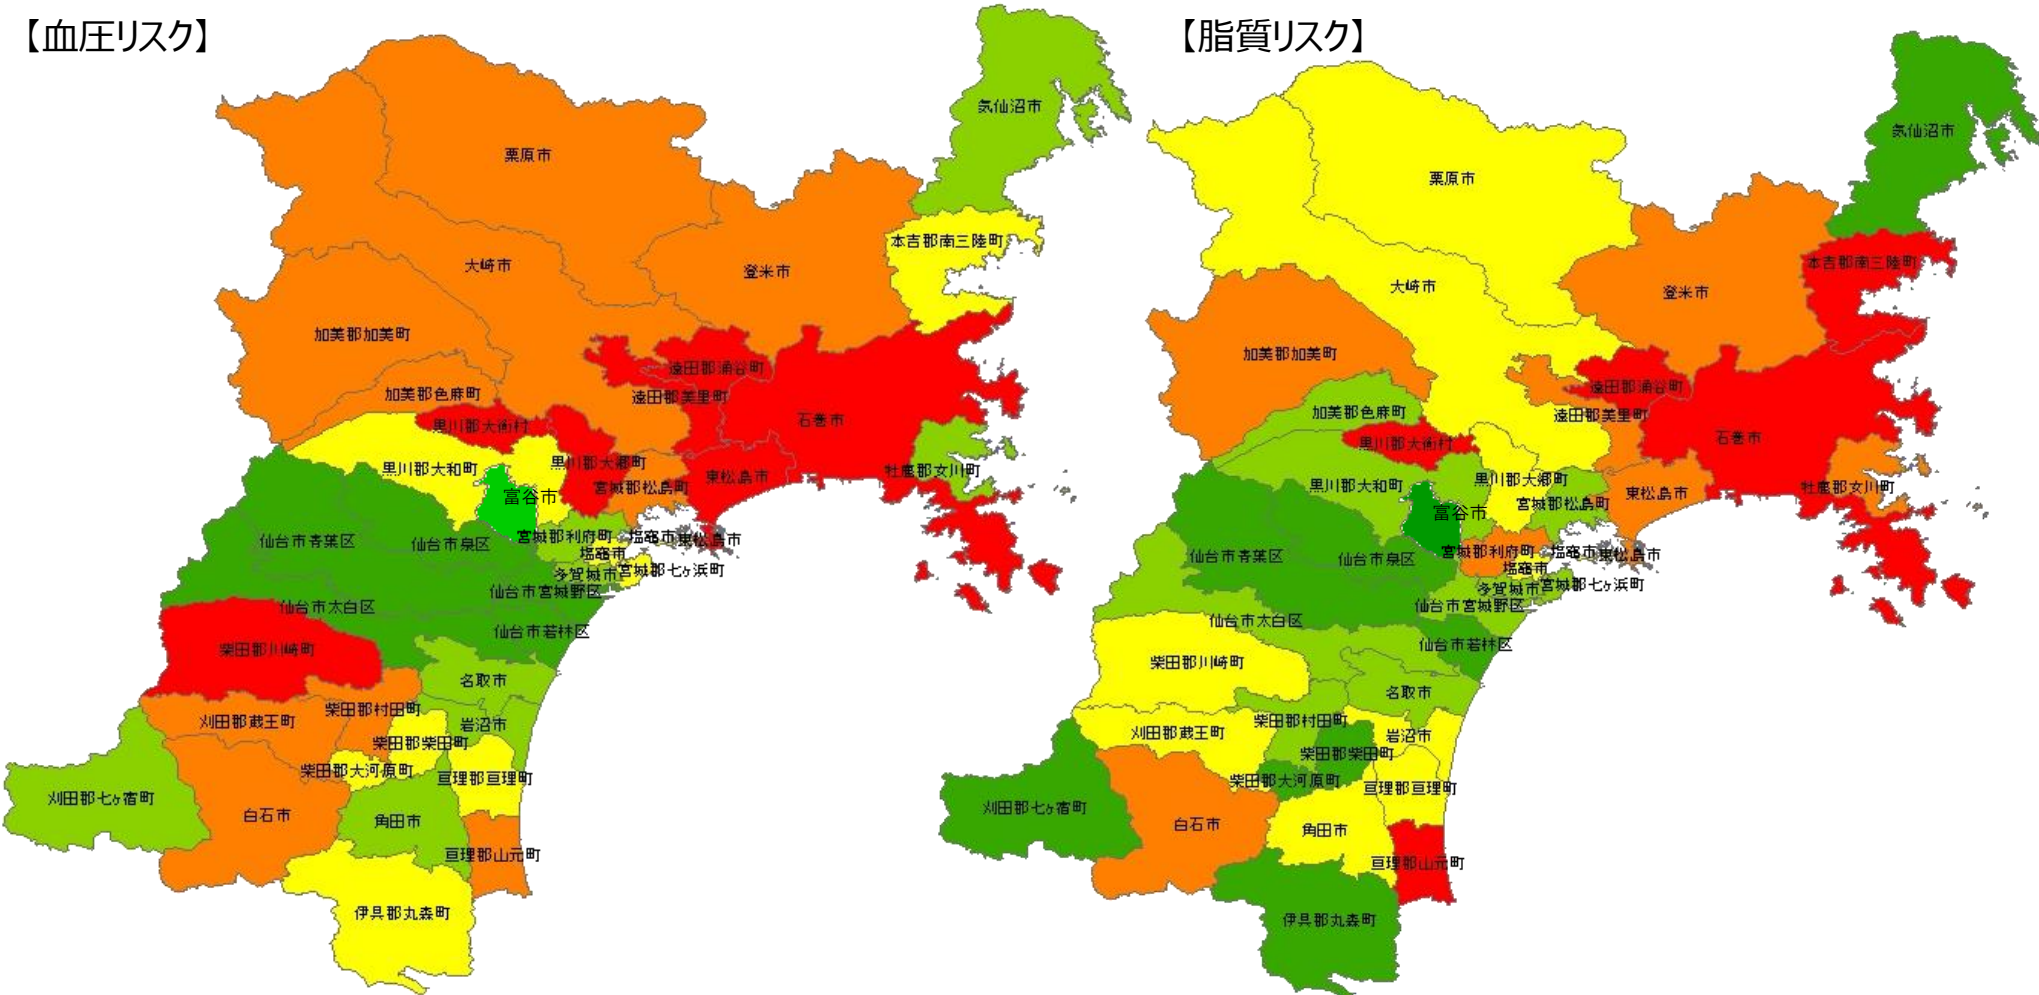 【血圧リスク】
気仙沼市
栗原市
本吉郡南三陸町
大崎市
登米市
加美郡加美町
遠田郡涌谷町
加美郡色麻町
遠田郡美里町
石巻市
黒川郡大衡村
黒川郡大郷町
黒川郡大和町
牡鹿郡女川町
東松島市
宮城郡松島町
富谷市
宮城郡利府町
塩竈市
東松島市
仙台市青葉区
仙台市泉区
塩竈市
宮城郡七ヶ浜町
多賀城市
仙台市宮城野区
仙台市太白区
仙台市若林区
柴田郡川崎町
名取市
柴田郡村田町
刈田郡蔵王町
岩沼市
柴田郡柴田町
柴田郡大河原町
亘理郡亘理町
刈田郡七ヶ宿町
白石市
角田市
亘理郡山元町
伊具郡丸森町
【脂質リスク】
気仙沼市
栗原市
本吉郡南三陸町
大崎市
登米市
加美郡加美町
遠田郡涌谷町
加美郡色麻町
遠田郡美里町
石巻市
黒川郡大衡村
黒川郡大郷町
黒川郡大和町
牡鹿郡女川町
東松島市
宮城郡松島町
富谷市
宮城郡利府町
塩竈市
東松島市
仙台市青葉区
仙台市泉区
塩竈市
宮城郡七ヶ浜町
多賀城市
仙台市宮城野区
仙台市太白区
仙台市若林区
柴田郡川崎町
名取市
柴田郡村田町
刈田郡蔵王町
岩沼市
柴田郡柴田町
柴田郡大河原町
亘理郡亘理町
刈田郡七ヶ宿町
白石市
角田市
亘理郡山元町
伊具郡丸森町